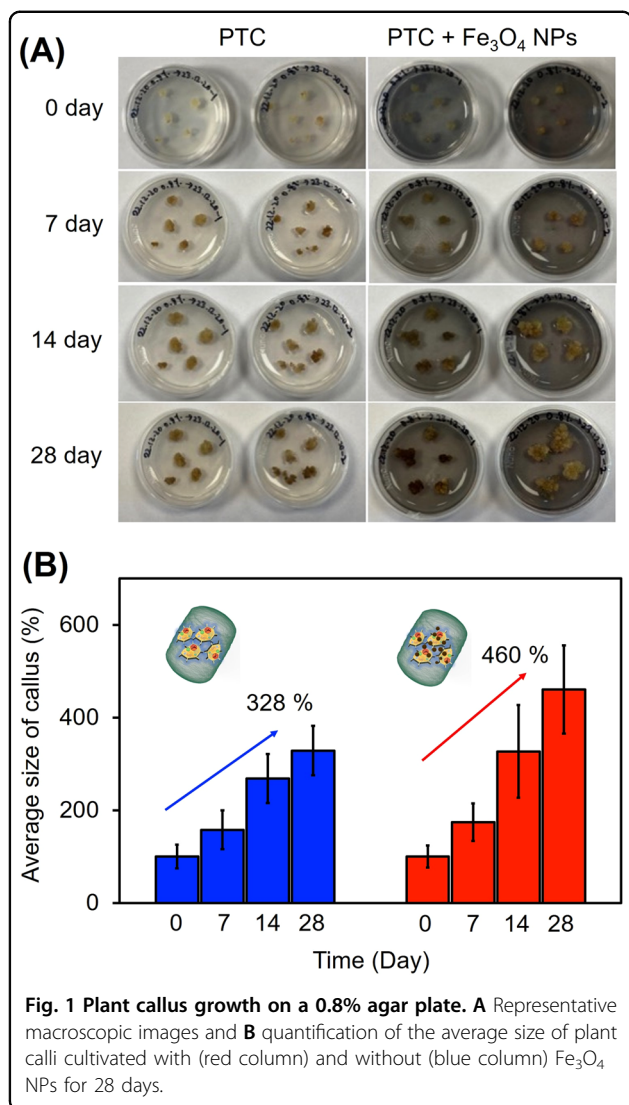 (A)
PTC
PTC + Fe₃O₄ NPs
0 day
7 day
14 day
28 day
(B)
Average size of callus (%)
600
400
200
0
328 %
460 %
0 7 14 28
0 7 14 28
Time (Day)
Fig. 1 Plant callus growth on a 0.8% agar plate. A Representative
macroscopic images and B quantification of the average size of plant
calli cultivated with (red column) and without (blue column) Fe₃O₄
NPs for 28 days.